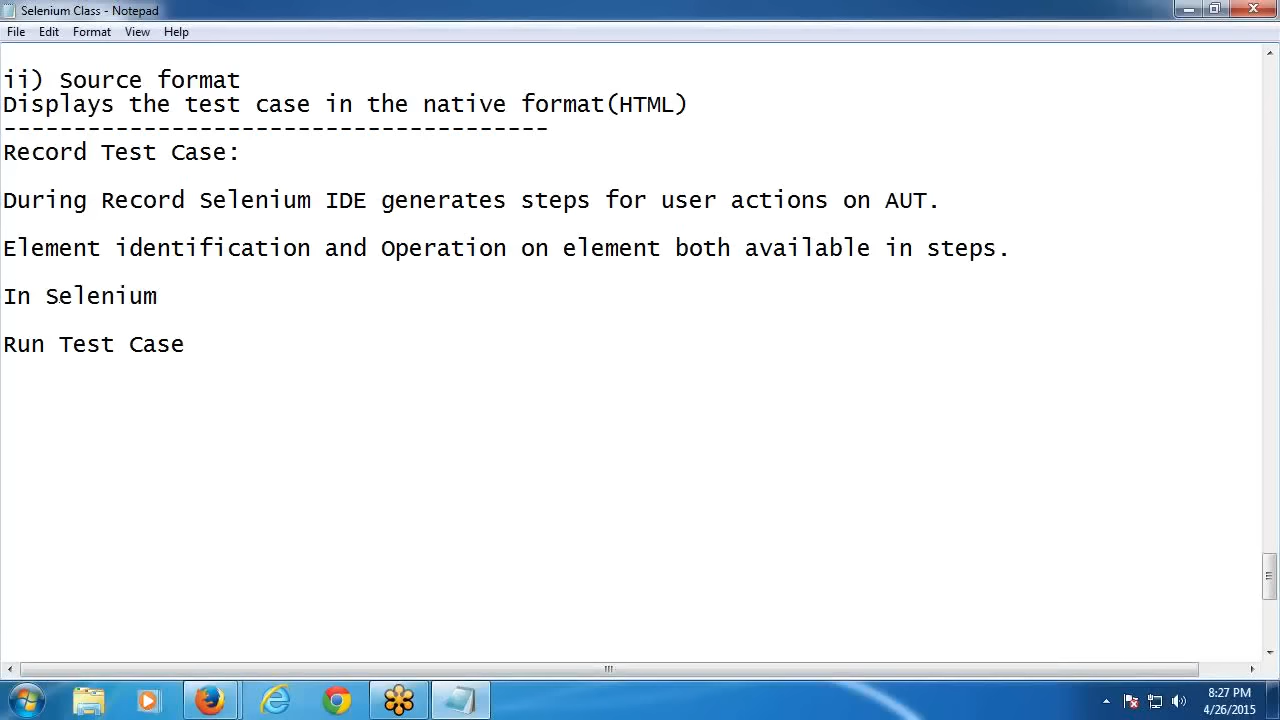 Selenium Class - Notepad
File Edit Format View Help
ii) Source format
Displays the test case in the native format(HTML)
---------------------------------------
Record Test Case:
During Record Selenium IDE generates steps for user actions on AUT.
Element identification and Operation on element both available in steps.
In Selenium
Run Test Case
8:27 PM
4/26/2015